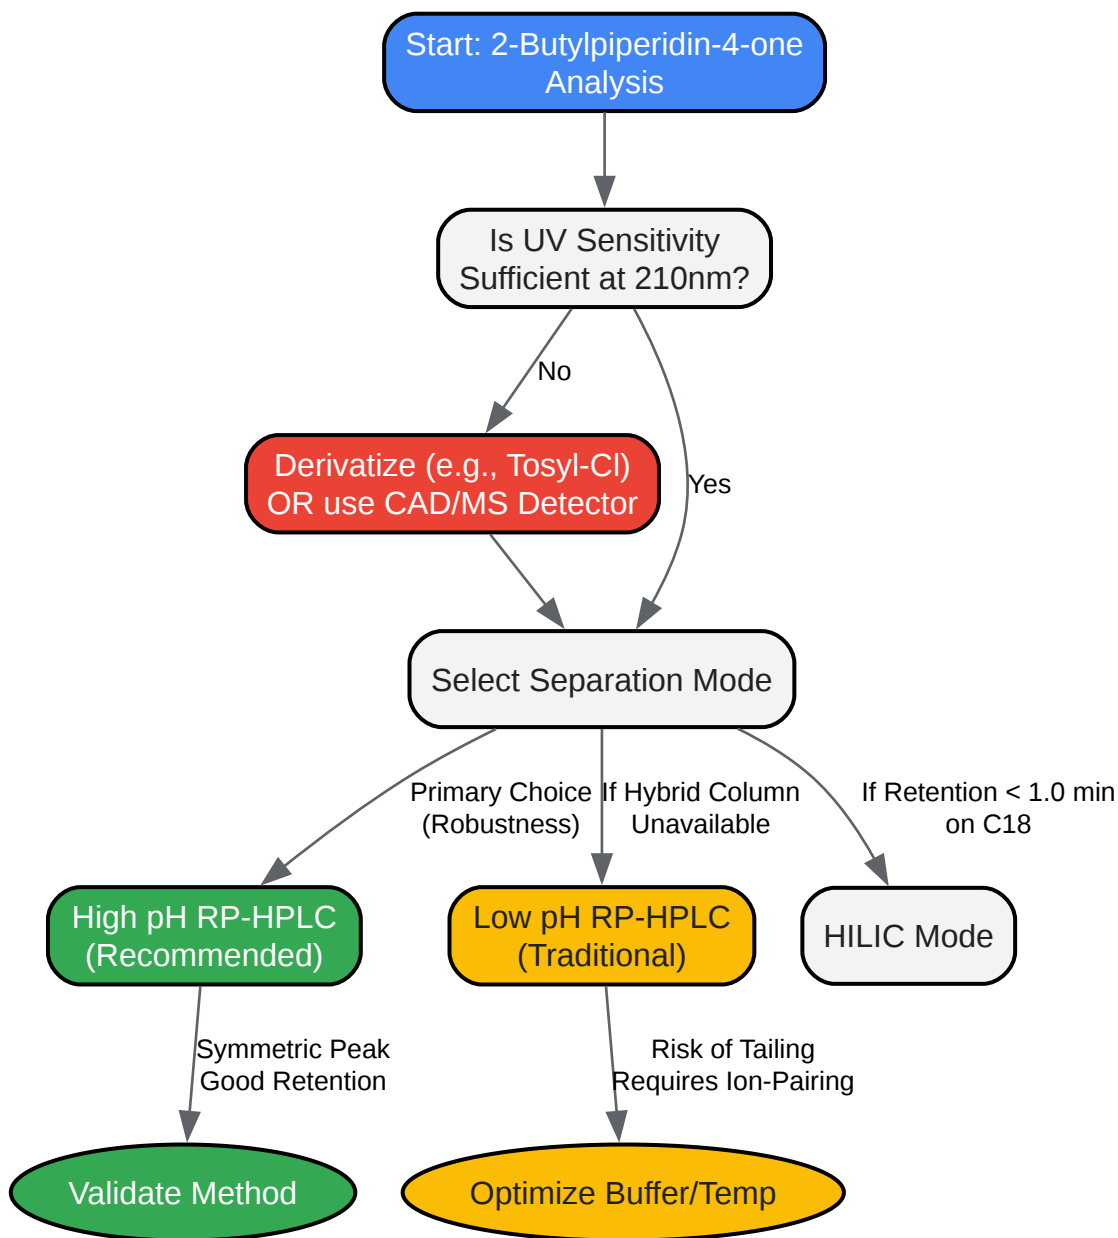 Start: 2-Butylpiperidin-4-one
Analysis
Is UV Sensitivity
Sufficient at 210nm?
No
Yes
Derivatize (e.g., Tosyl-Cl)
OR use CAD/MS Detector
Select Separation Mode
Primary Choice
(Robustness)
If Hybrid Column
Unavailable
If Retention < 1.0 min
on C18
High pH RP-HPLC
(Recommended)
Low pH RP-HPLC
(Traditional)
HILIC Mode
Symmetric Peak
Good Retention
Risk of Tailing
Requires Ion-Pairing
Validate Method
Optimize Buffer/Temp